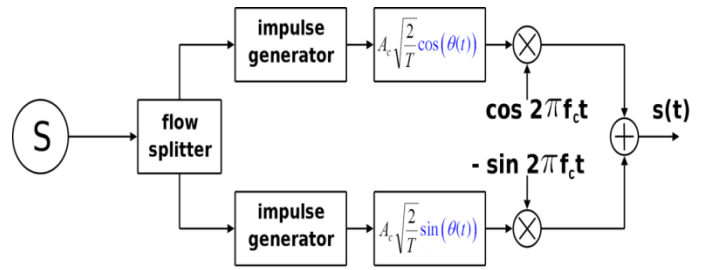 S
flow
splitter
impulse
generator
A_c √(2/T) cos(θ(t))
cos 2πf_ct
impulse
generator
A_c √(2/T) sin(θ(t))
- sin 2πf_ct
s(t)